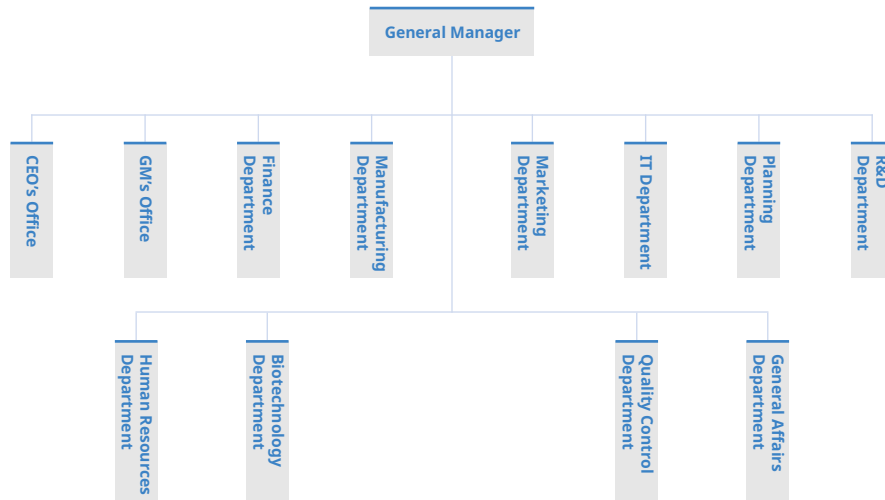 General Manager
CEO's Office
GM's Office
Finance
Department
Manufacturing
Department
Marketing
Department
IT Department
Planning
Department
R&D
Department
Human Resources
Department
Biotechnology
Department
Quality Control
Department
General Affairs
Department